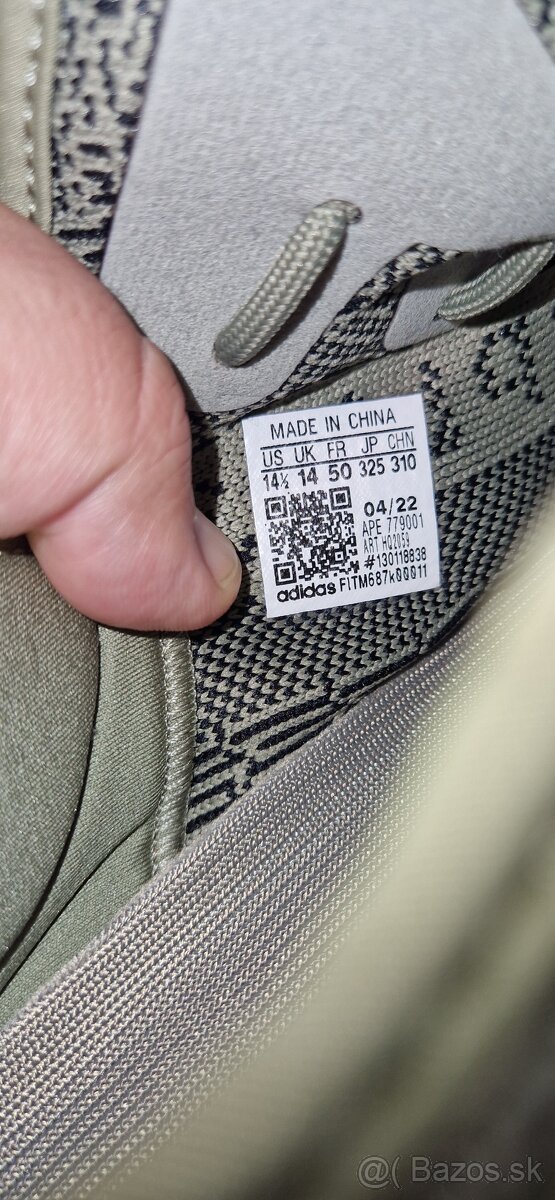 MADE IN CHINA
US UK FR JP CHN
14½ 14 50 325 310
04/22
APE 779001
ART HQ2059
#130118838
adidas FITM687k00011
@( Bazos.sk